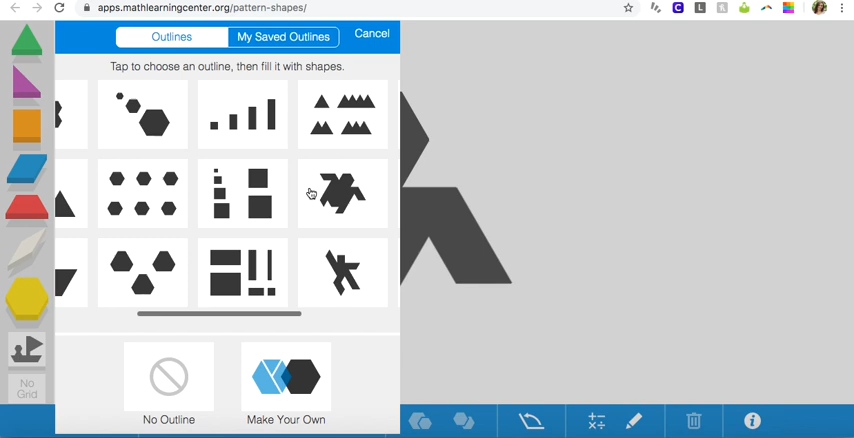 apps.mathlearningcenter.org/pattern-shapes/
Outlines
My Saved Outlines
Cancel
Tap to choose an outline, then fill it with shapes.
No Outline
Make Your Own
No
Grid